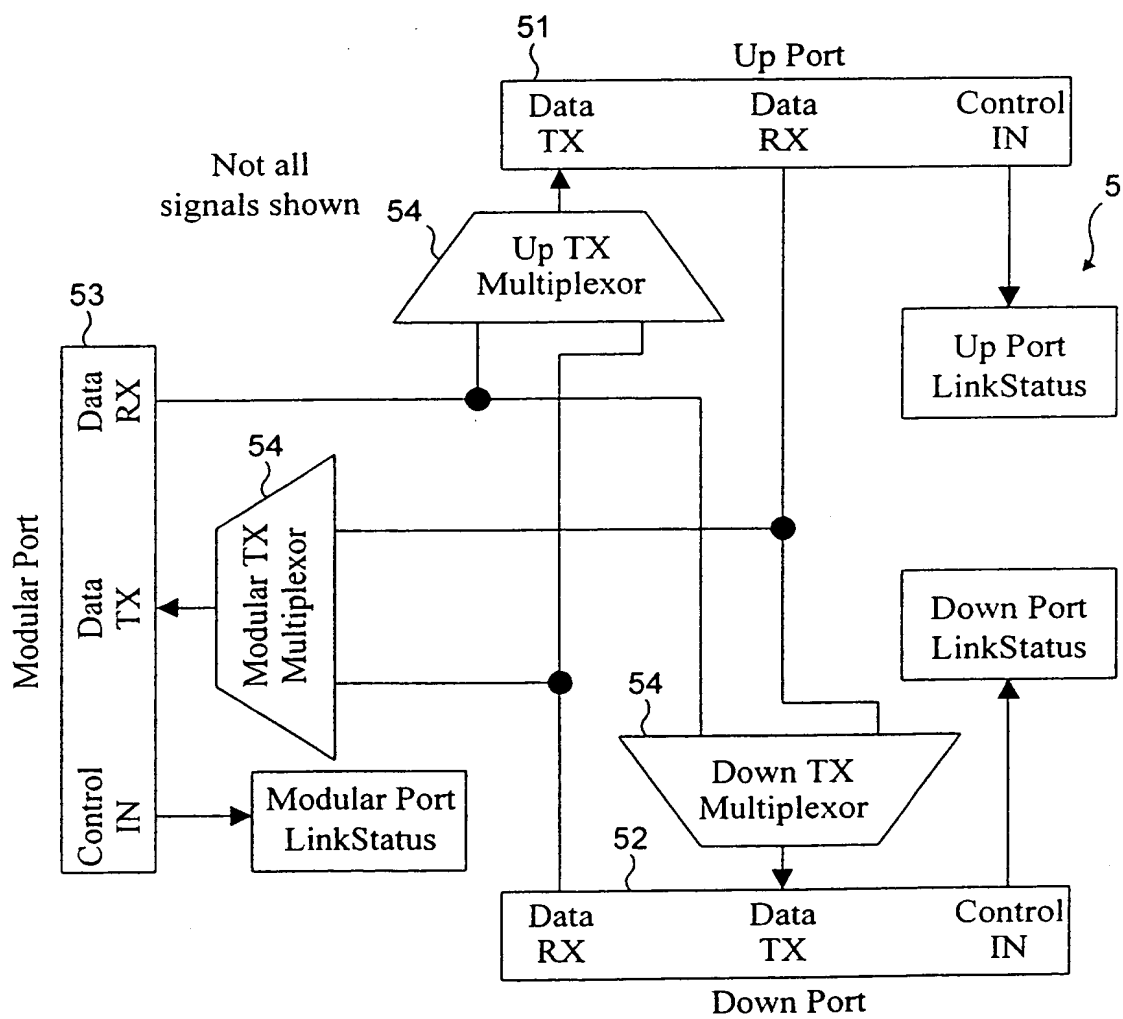 51
Up Port
Data
TX
Data
RX
Control
IN
Not all
signals shown
54
Up TX
Multiplexor
5
53
Up Port
LinkStatus
Data
RX
54
Modular TX
Multiplexor
Modular Port
Data
TX
Down Port
LinkStatus
54
Down TX
Multiplexor
Control
IN
Modular Port
LinkStatus
52
Data
RX
Data
TX
Control
IN
Down Port